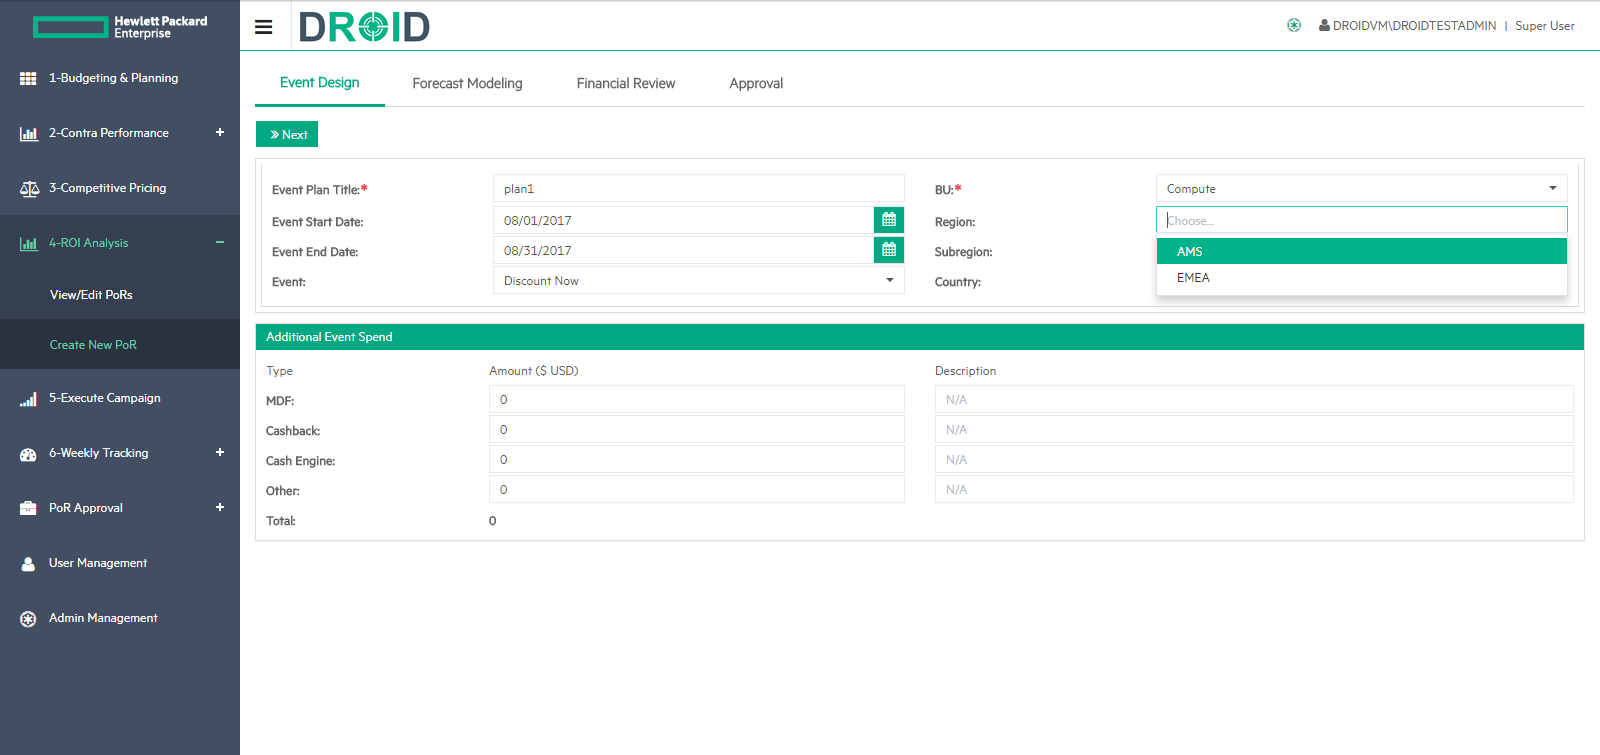 Hewlett Packard
Enterprise
DROID
DROIDVM\DROIDTESTADMIN | Super User
1-Budgeting & Planning
2-Contra Performance +
3-Competitive Pricing
4-ROI Analysis −
View/Edit PoRs
Create New PoR
5-Execute Campaign
6-Weekly Tracking +
PoR Approval +
User Management
Admin Management
Event Design Forecast Modeling Financial Review Approval
» Next
Event Plan Title:* plan1 BU:* Compute
Event Start Date: 08/01/2017 Region: Choose...
AMS
Event End Date: 08/31/2017 Subregion:
EMEA
Event: Discount Now Country:
Additional Event Spend
Type Amount ($ USD) Description
MDF: 0 N/A
Cashback: 0 N/A
Cash Engine: 0 N/A
Other: 0 N/A
Total: 0